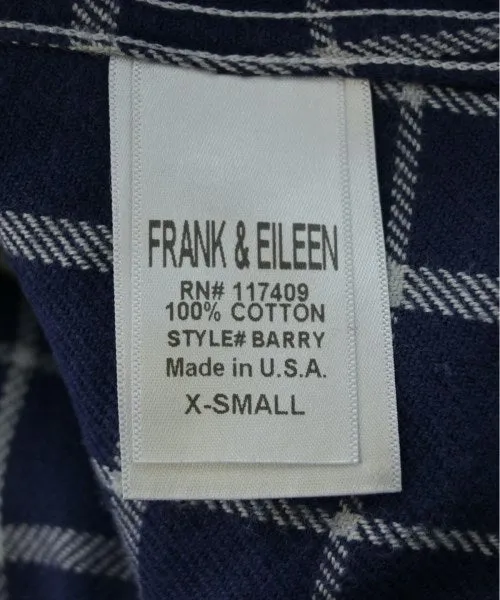 FRANK & EILEEN
RN# 117409
100% COTTON
STYLE# BARRY
Made in U.S.A.
X-SMALL